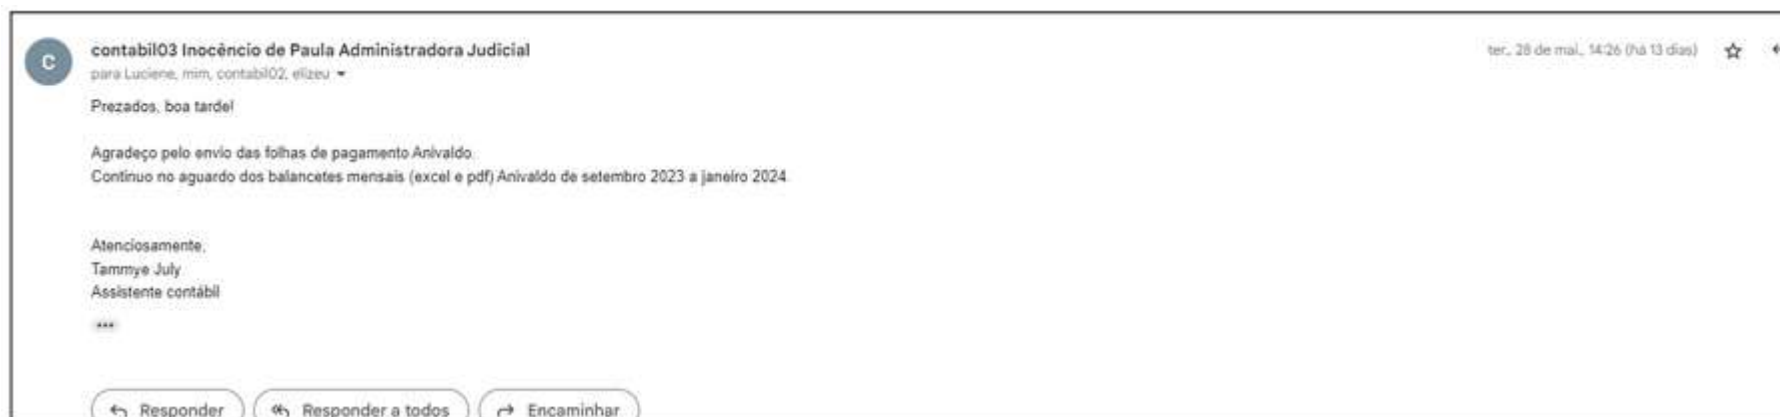 C
contabil03 Inocêncio de Paula Administradora Judicial
ter., 28 de mai., 14:26 (há 13 dias)
para Luciene, mim, contabil02, elizeu
Prezados, boa tarde!
Agradeço pelo envio das folhas de pagamento Anivaldo.
Continuo no aguardo dos balancetes mensais (excel e pdf) Anivaldo de setembro 2023 a janeiro 2024.
Atenciosamente,
Tammye July
Assistente contábil
•••
Responder
Responder a todos
Encaminhar